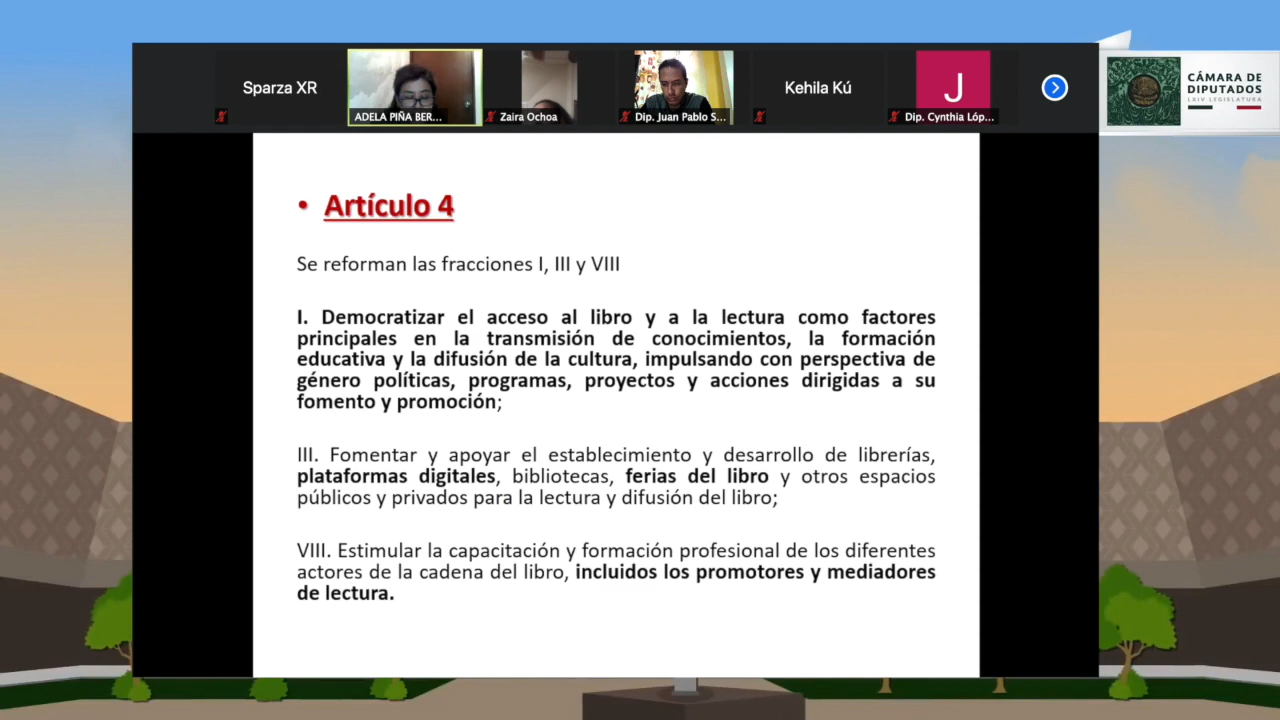 Sparza XR
ADELA PIÑA BER...
Zaira Ochoa
Dip. Juan Pablo S...
Kehila Kú
J
Dip. Cynthia Lóp...
CÁMARA DE
DIPUTADOS
LXIV LEGISLATURA
• Artículo 4
Se reforman las fracciones I, III y VIII
I. Democratizar el acceso al libro y a la lectura como factores
principales en la transmisión de conocimientos, la formación
educativa y la difusión de la cultura, impulsando con perspectiva de
género políticas, programas, proyectos y acciones dirigidas a su
fomento y promoción;
III. Fomentar y apoyar el establecimiento y desarrollo de librerías,
plataformas digitales, bibliotecas, ferias del libro y otros espacios
públicos y privados para la lectura y difusión del libro;
VIII. Estimular la capacitación y formación profesional de los diferentes
actores de la cadena del libro, incluidos los promotores y mediadores
de lectura.